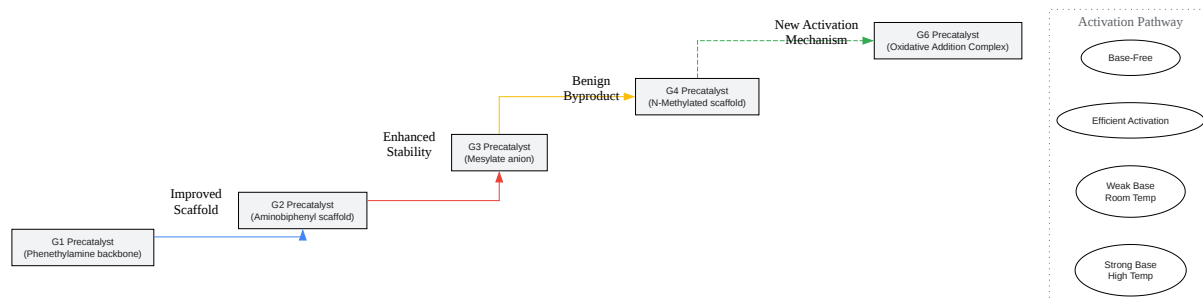 New Activation
Mechanism
G6 Precatalyst
(Oxidative Addition Complex)
Benign
Byproduct
G4 Precatalyst
(N-Methylated scaffold)
Enhanced
Stability
G3 Precatalyst
(Mesylate anion)
Improved
Scaffold
G2 Precatalyst
(Aminobiphenyl scaffold)
G1 Precatalyst
(Phenethylamine backbone)
Activation Pathway
Base-Free
Efficient Activation
Weak Base
Room Temp
Strong Base
High Temp